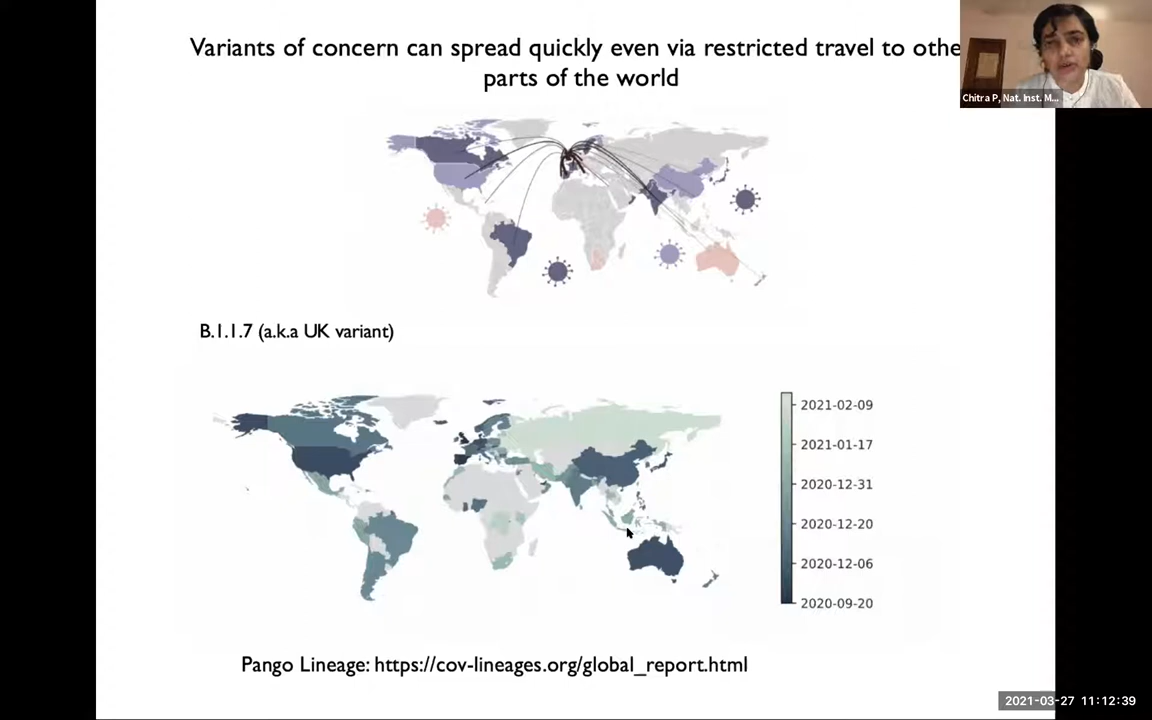 Variants of concern can spread quickly even via restricted travel to othe
parts of the world
Chitra P, Nat. Inst. M...
B.1.1.7 (a.k.a UK variant)
2021-02-09
2021-01-17
2020-12-31
2020-12-20
2020-12-06
2020-09-20
Pango Lineage: https://cov-lineages.org/global_report.html
2021-03-27 11:12:39